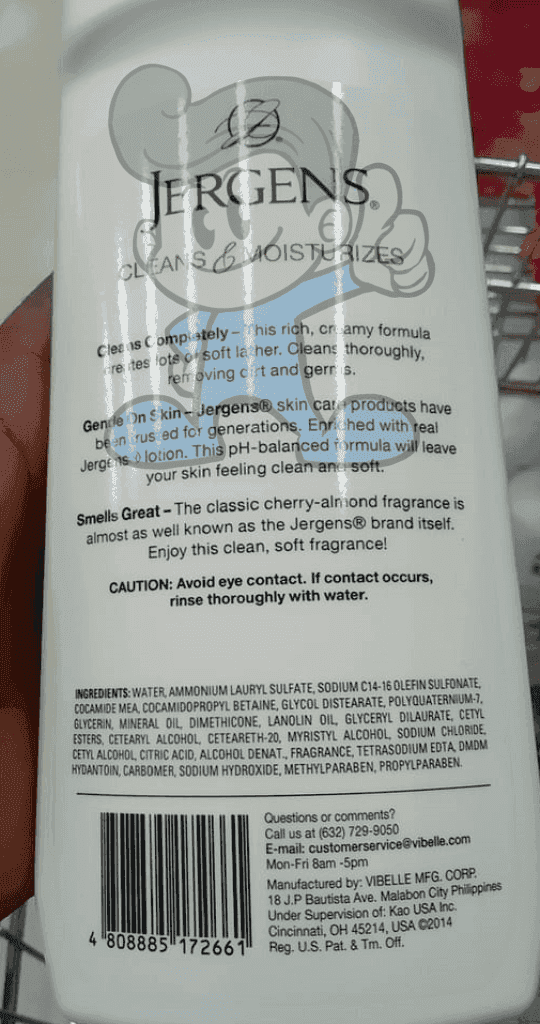 JERGENS®
CLEANS & MOISTURIZES
Cleans Completely – This rich, creamy formula
creates lots of soft lather. Cleans thoroughly,
removing dirt and germs.
Gentle On Skin – Jergens® skin care products have
been trusted for generations. Enriched with real
Jergens® lotion. This pH-balanced formula will leave
your skin feeling clean and soft.
Smells Great – The classic cherry-almond fragrance is
almost as well known as the Jergens® brand itself.
Enjoy this clean, soft fragrance!
CAUTION: Avoid eye contact. If contact occurs,
rinse thoroughly with water.
INGREDIENTS: WATER, AMMONIUM LAURYL SULFATE, SODIUM C14-16 OLEFIN SULFONATE,
COCAMIDE MEA, COCAMIDOPROPYL BETAINE, GLYCOL DISTEARATE, POLYQUATERNIUM-7,
GLYCERIN, MINERAL OIL, DIMETHICONE, LANOLIN OIL, GLYCERYL DILAURATE, CETYL
ESTERS, CETEARYL ALCOHOL, CETEARETH-20, MYRISTYL ALCOHOL, SODIUM CHLORIDE,
CETYL ALCOHOL, CITRIC ACID, ALCOHOL DENAT., FRAGRANCE, TETRASODIUM EDTA, DMDM
HYDANTOIN, CARBOMER, SODIUM HYDROXIDE, METHYLPARABEN, PROPYLPARABEN.
Questions or comments?
Call us at (632) 729-9050
E-mail: customerservice@vibelle.com
Mon-Fri 8am -5pm
Manufactured by: VIBELLE MFG. CORP.
18 J.P Bautista Ave. Malabon City Philippines
Under Supervision of: Kao USA Inc.
Cincinnati, OH 45214, USA ©2014
Reg. U.S. Pat. & Tm. Off.
4 808885 172661